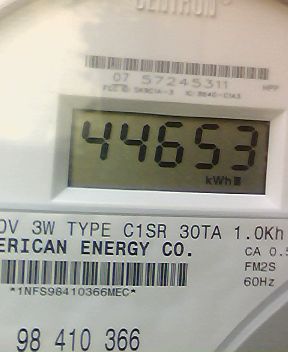 CENTRON
07 57245311
44653
kWh
0V 3W TYPE C1SR 30TA 1.0Kh
ERICAN ENERGY CO.
CA 0.5
FM2S
60Hz
*1NFS98410366MEC*
98 410 366